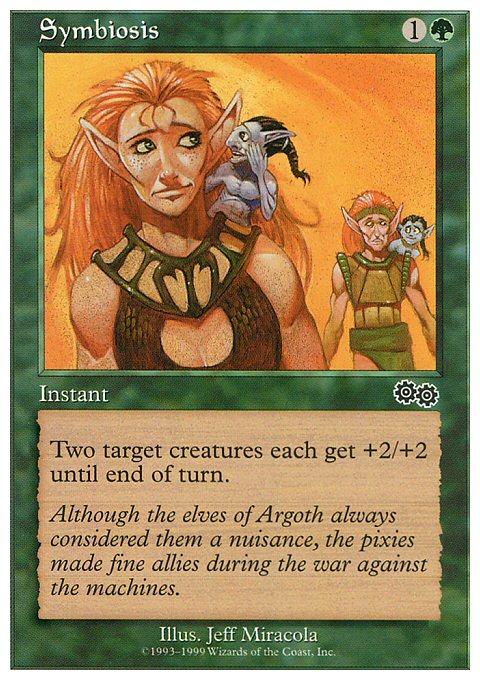 Symbiosis 1
Instant
Two target creatures each get +2/+2
until end of turn.
Although the elves of Argoth always
considered them a nuisance, the pixies
made fine allies during the war against
the machines.
Illus. Jeff Miracola
©1993–1999 Wizards of the Coast, Inc.